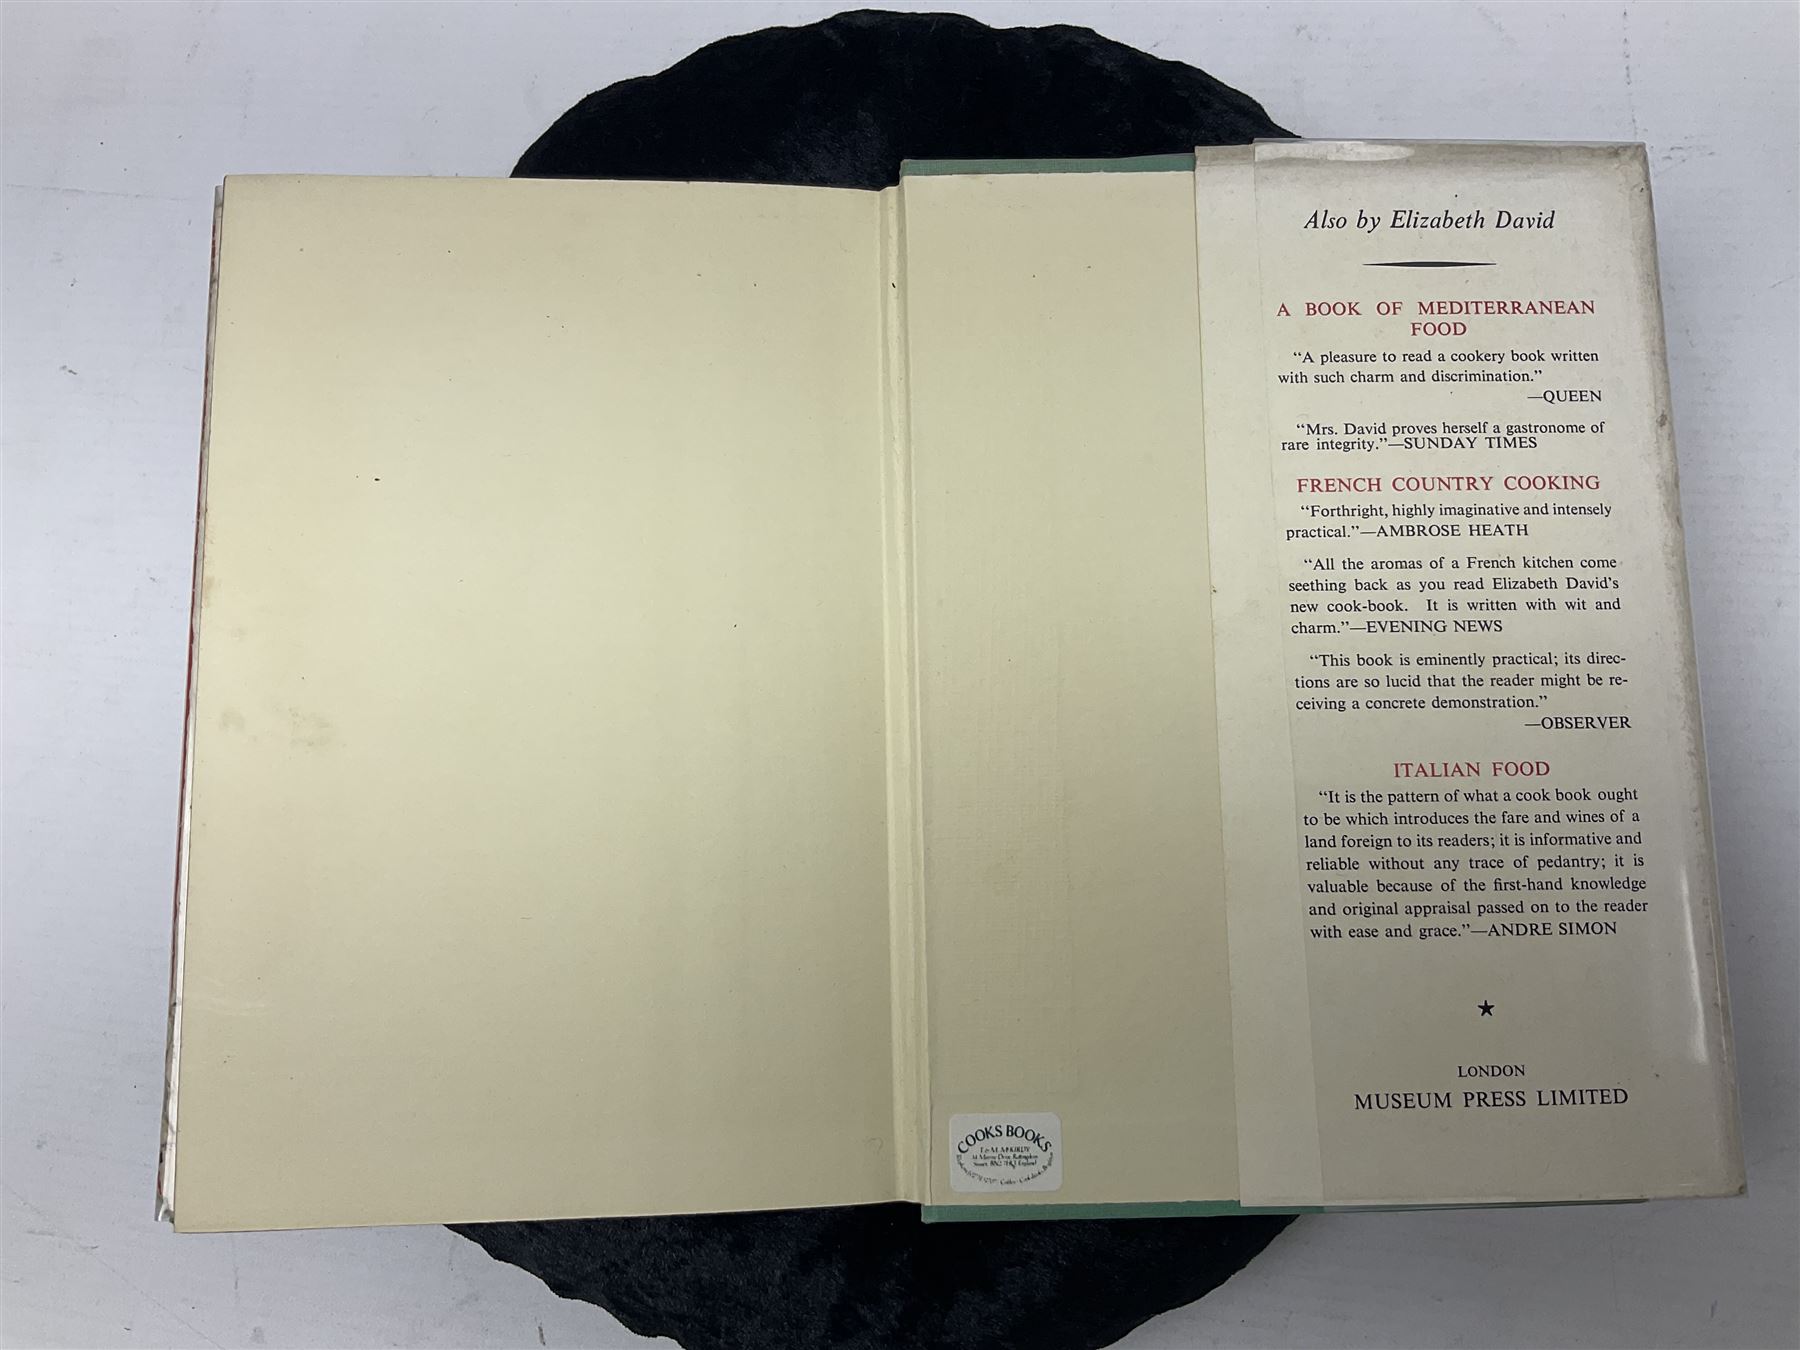 Also by Elizabeth David
A BOOK OF MEDITERRANEAN
FOOD
“A pleasure to read a cookery book written
with such charm and discrimination.”
—QUEEN
“Mrs. David proves herself a gastronome of
rare integrity.”—SUNDAY TIMES
FRENCH COUNTRY COOKING
“Forthright, highly imaginative and intensely
practical.”—AMBROSE HEATH
“All the aromas of a French kitchen come
seething back as you read Elizabeth David’s
new cook-book. It is written with wit and
charm.”—EVENING NEWS
“This book is eminently practical; its direc-
tions are so lucid that the reader might be re-
ceiving a concrete demonstration.”
—OBSERVER
ITALIAN FOOD
“It is the pattern of what a cook book ought
to be which introduces the fare and wines of a
land foreign to its readers; it is informative and
reliable without any trace of pedantry; it is
valuable because of the first-hand knowledge
and original appraisal passed on to the reader
with ease and grace.”—ANDRE SIMON
LONDON
MUSEUM PRESS LIMITED
COOKS BOOKS
T & M McKIRDY
England